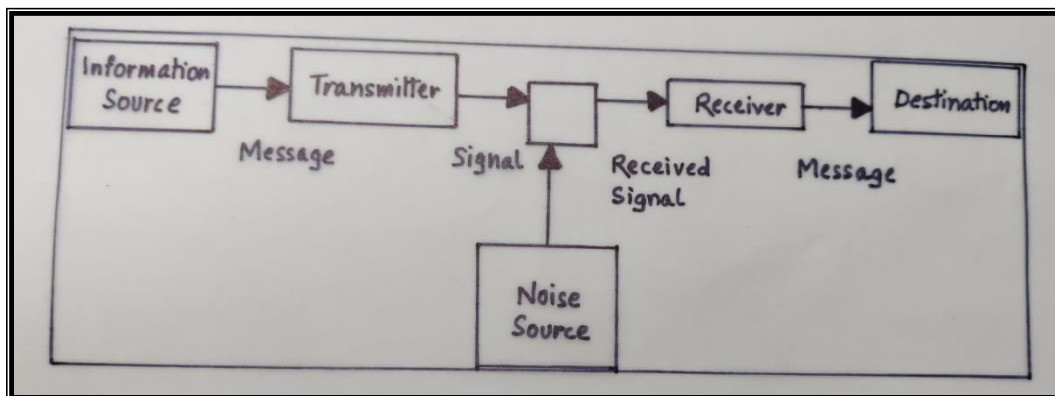 Information
Source
Transmitter
Receiver
Destination
Message
Signal
Received
Signal
Message
Noise
Source